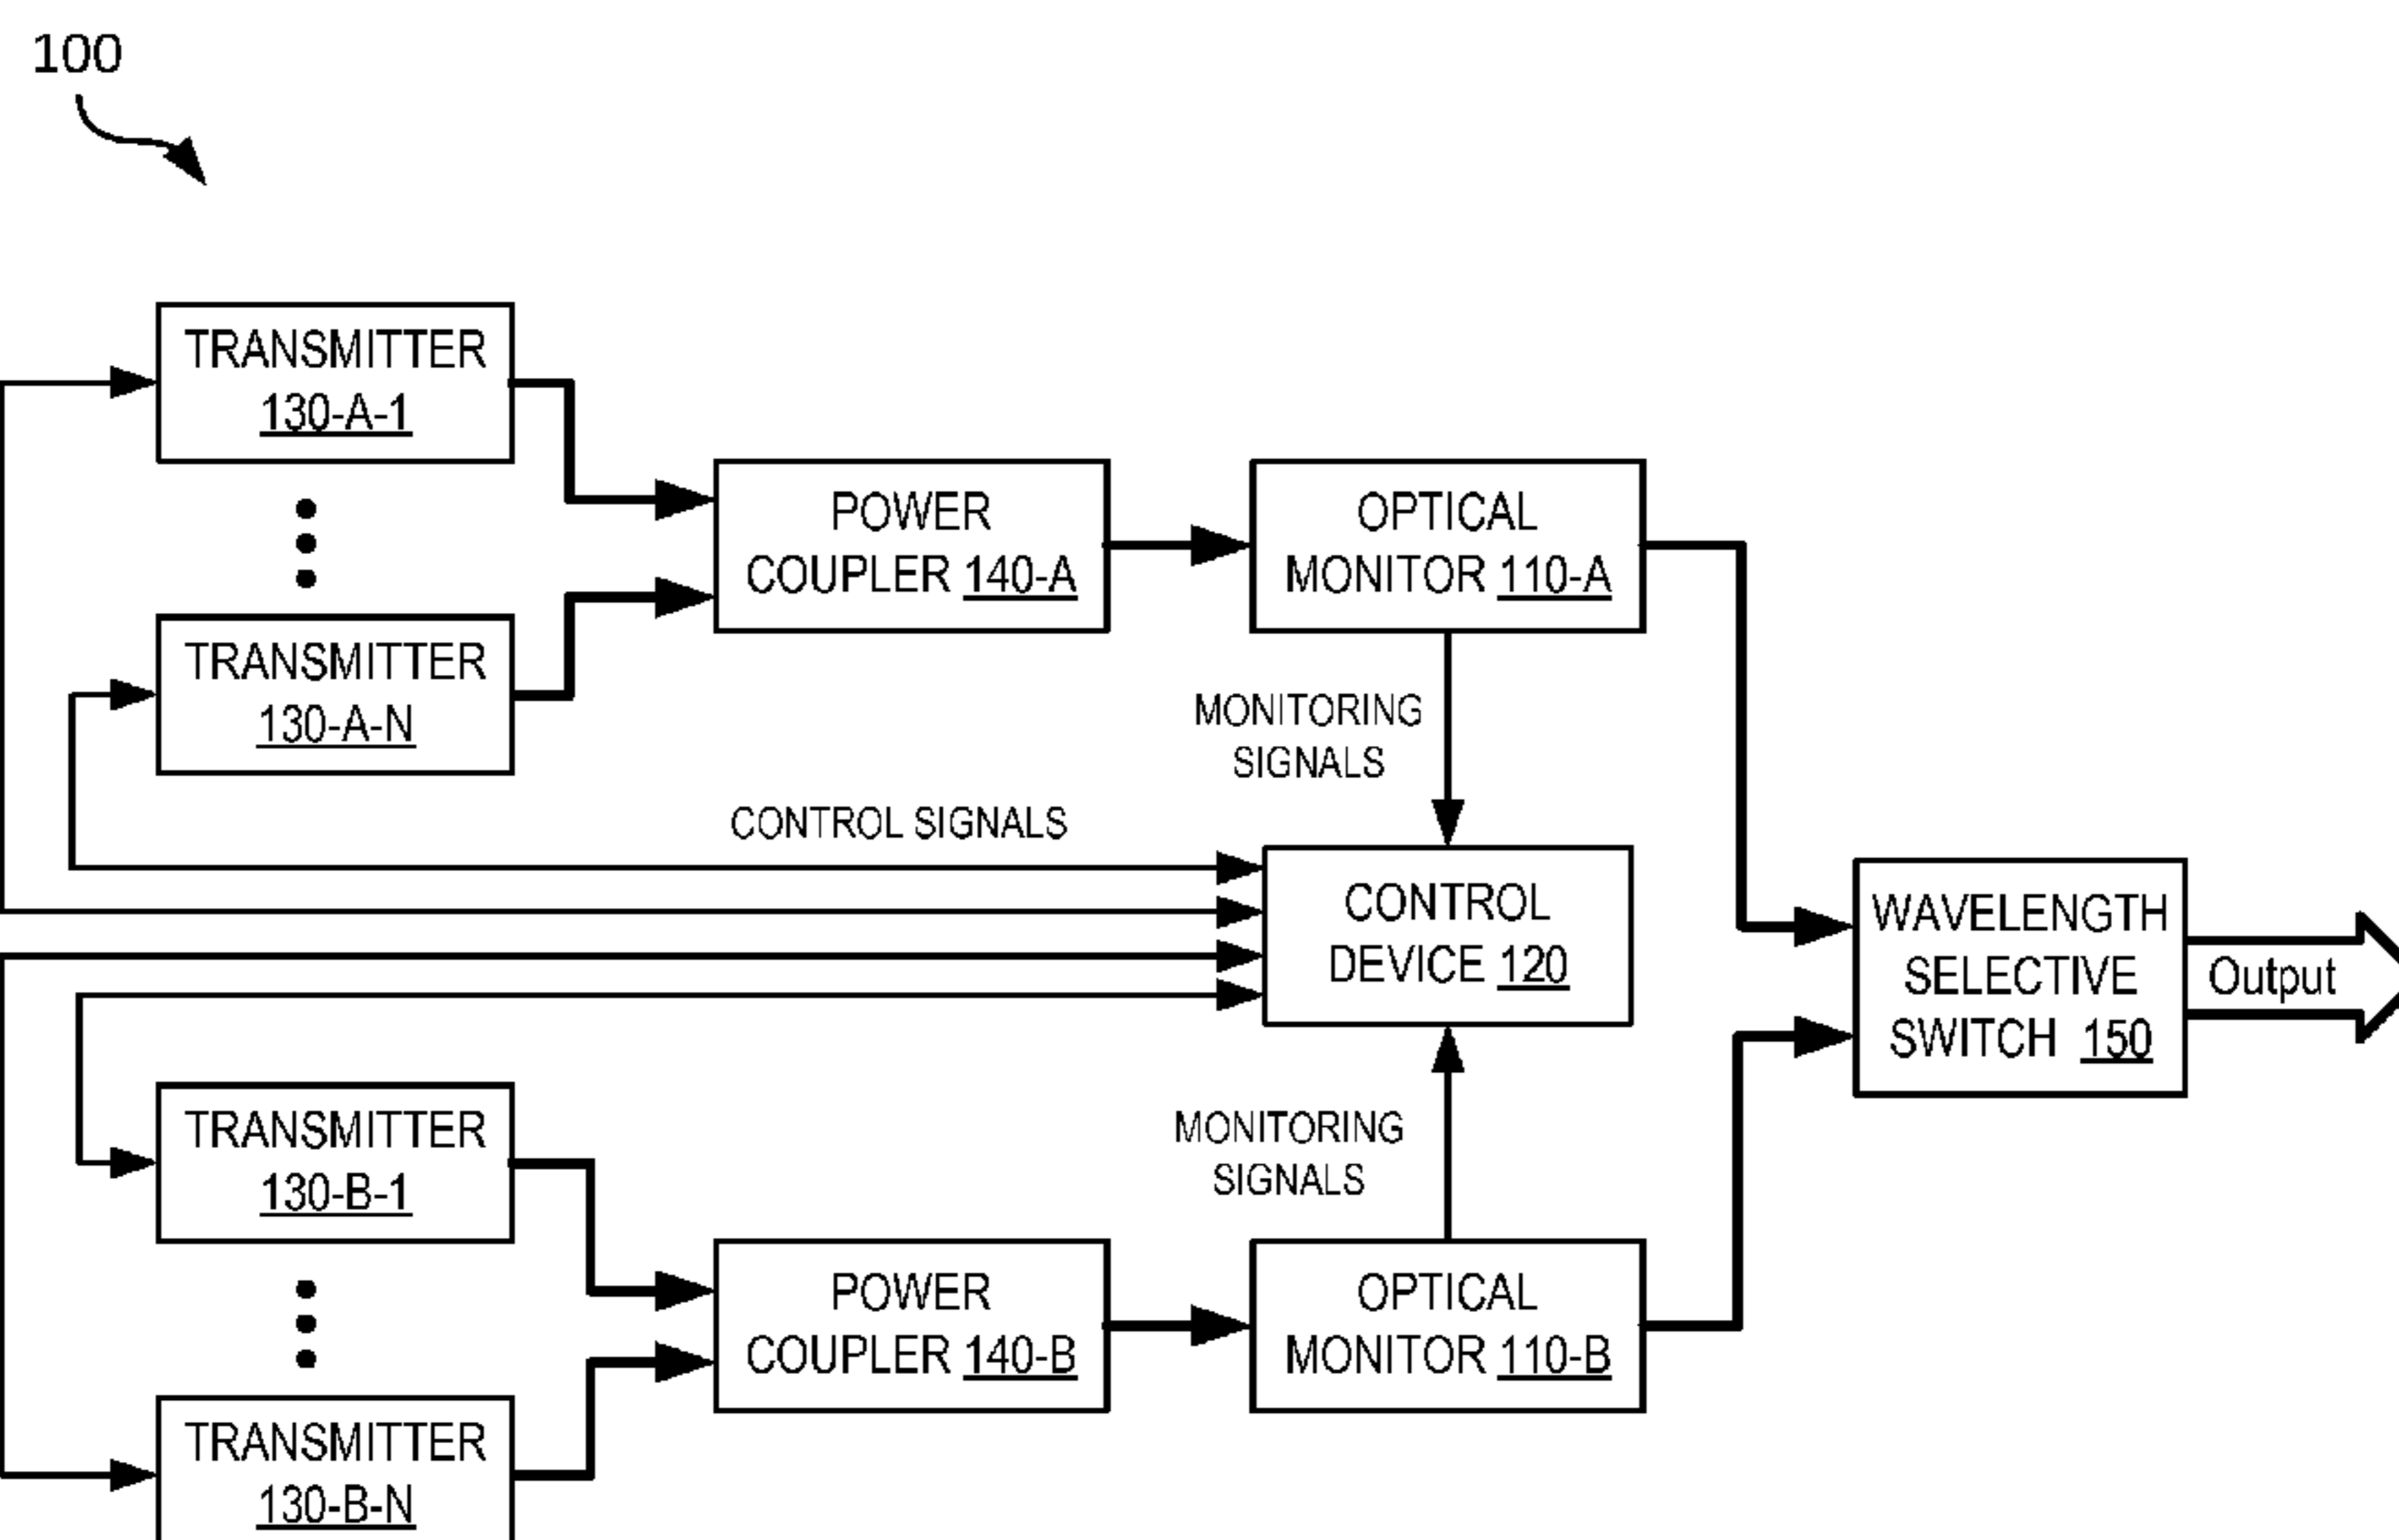 100
TRANSMITTER
130-A-1
TRANSMITTER
130-A-N
POWER
COUPLER 140-A
OPTICAL
MONITOR 110-A
MONITORING
SIGNALS
CONTROL SIGNALS
CONTROL
DEVICE 120
WAVELENGTH
SELECTIVE
SWITCH 150
Output
MONITORING
SIGNALS
TRANSMITTER
130-B-1
TRANSMITTER
130-B-N
POWER
COUPLER 140-B
OPTICAL
MONITOR 110-B